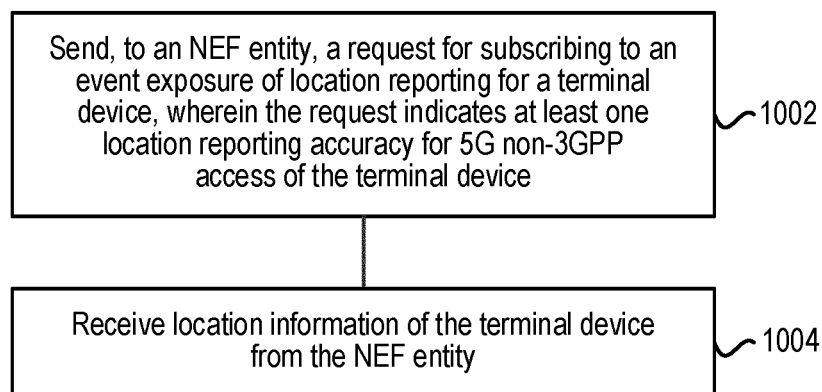 Send, to an NEF entity, a request for subscribing to an
event exposure of location reporting for a terminal
device, wherein the request indicates at least one
location reporting accuracy for 5G non-3GPP
access of the terminal device
1002
Receive location information of the terminal device
from the NEF entity
1004